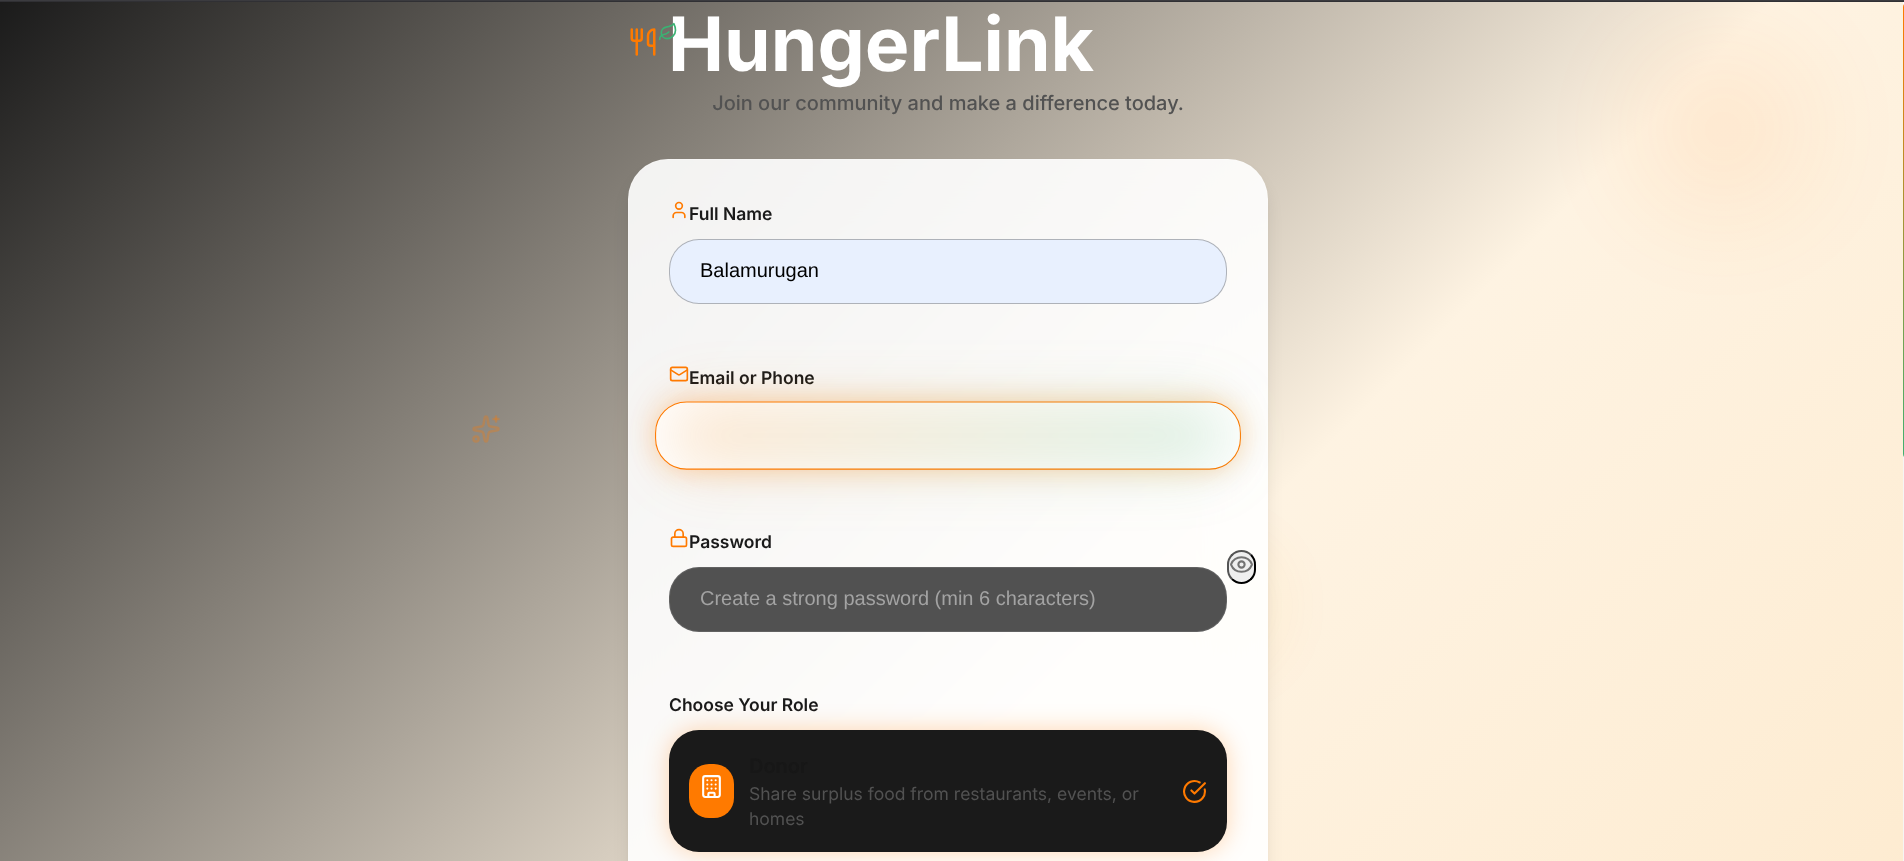 HungerLink
Join our community and make a difference today.
Full Name
Balamurugan
Email or Phone
Password
Create a strong password (min 6 characters)
Choose Your Role
Donor
Share surplus food from restaurants, events, or
homes